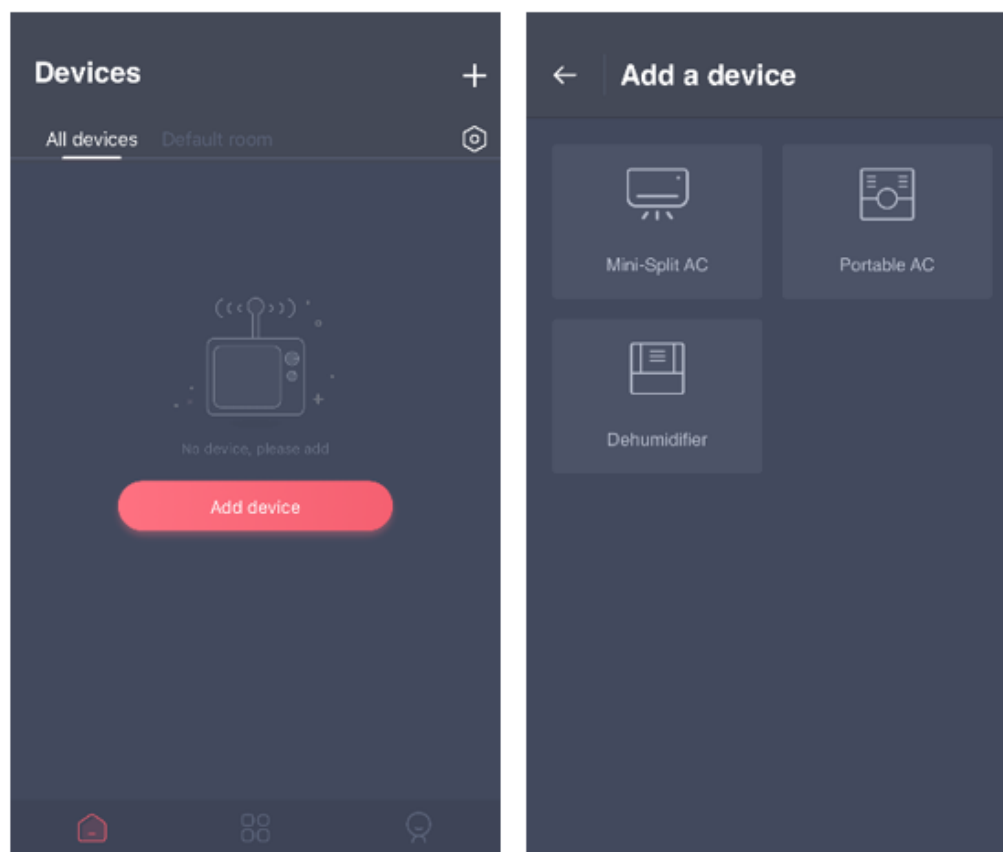 Devices
All devices
Default room
No device, please add
Add device
Add a device
Mini-Split AC
Portable AC
Dehumidifier